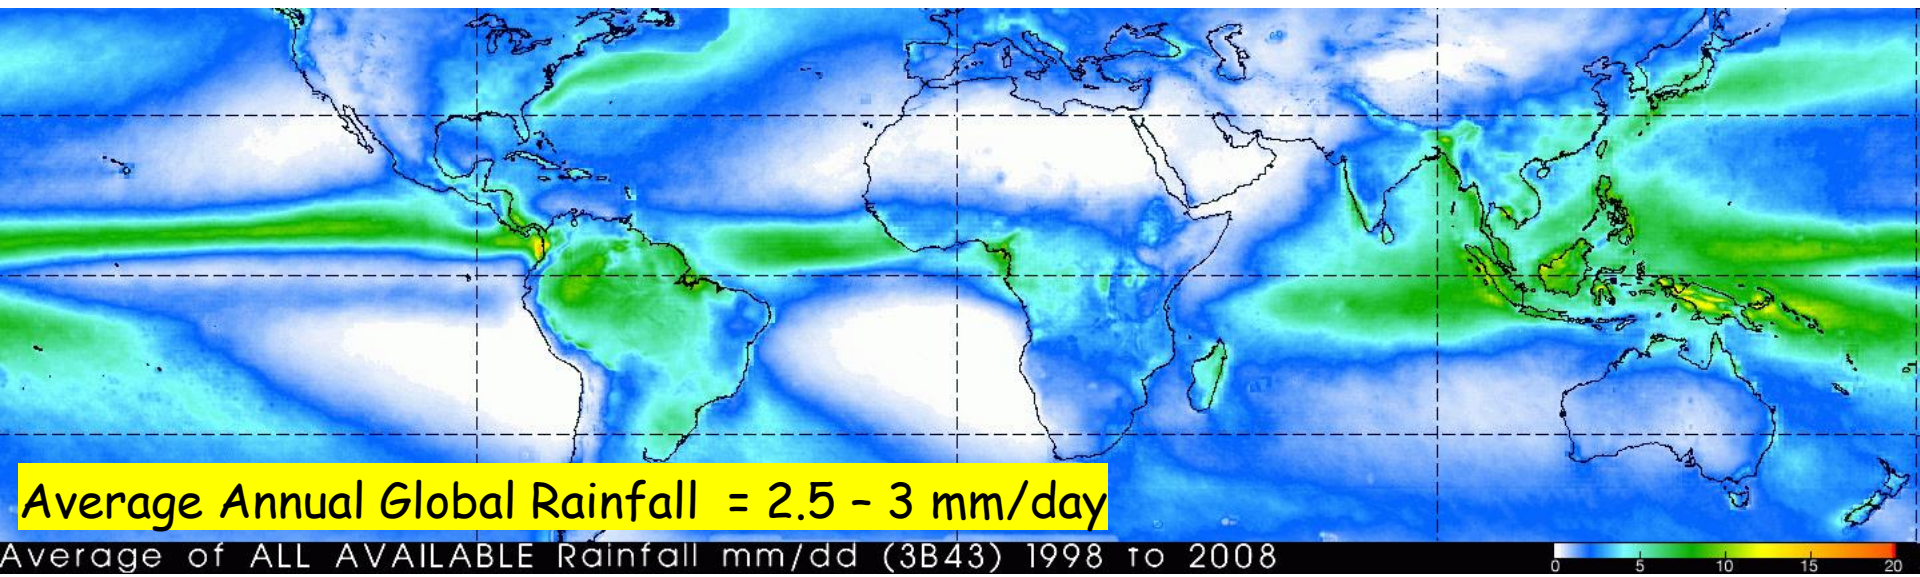 Average Annual Global Rainfall = 2.5 – 3 mm/day
Average of ALL AVAILABLE Rainfall mm/dd (3B43) 1998 to 2008
0 5 10 15 20